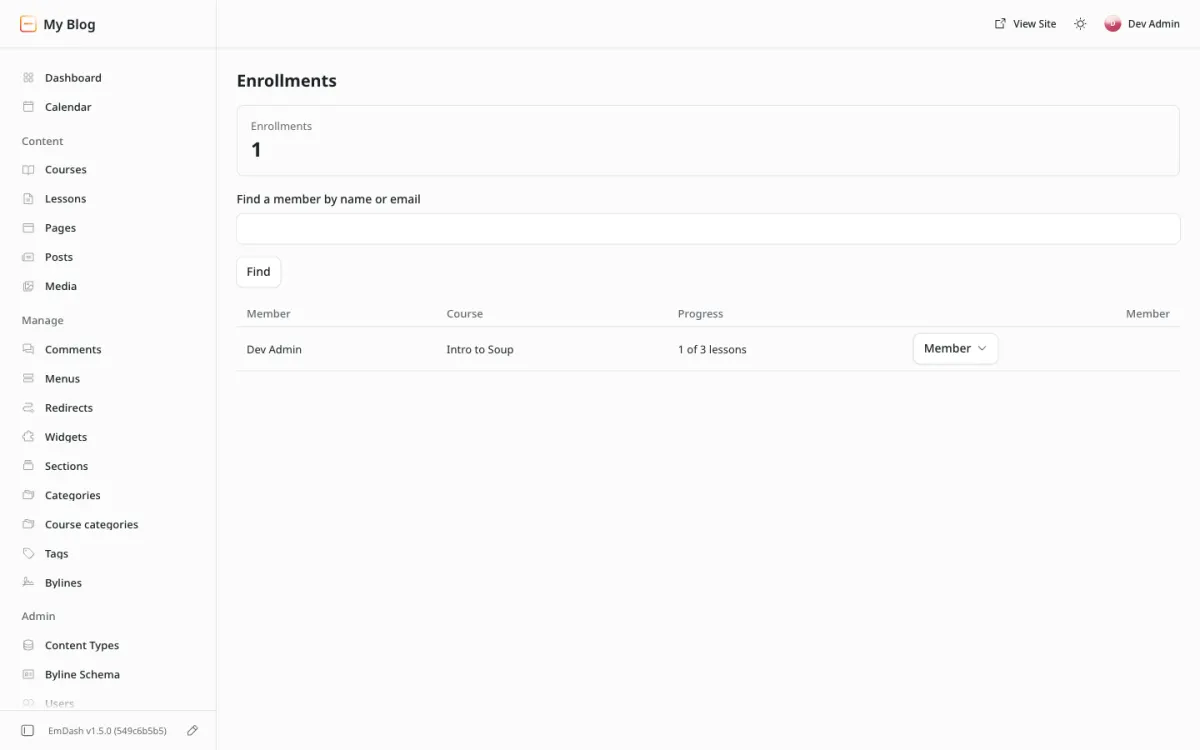 My Blog
View Site
Dev Admin
Dashboard
Calendar
Content
Courses
Lessons
Pages
Posts
Media
Manage
Comments
Menus
Redirects
Widgets
Sections
Categories
Course categories
Tags
Bylines
Admin
Content Types
Byline Schema
Users
EmDash v1.5.0 (549c6b5b5)
Enrollments
Enrollments
1
Find a member by name or email
Find
Member Course Progress Member
Dev Admin Intro to Soup 1 of 3 lessons Member